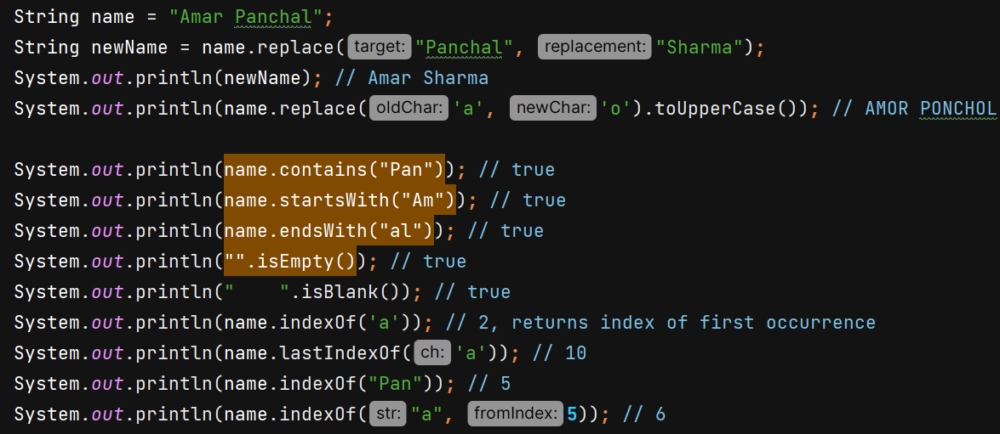 String name = "Amar Panchal";
String newName = name.replace(target: "Panchal", replacement: "Sharma");
System.out.println(newName); // Amar Sharma
System.out.println(name.replace(oldChar: 'a', newChar: 'o').toUpperCase()); // AMOR PONCHOL
System.out.println(name.contains("Pan")); // true
System.out.println(name.startsWith("Am")); // true
System.out.println(name.endsWith("al")); // true
System.out.println("".isEmpty()); // true
System.out.println("    ".isBlank()); // true
System.out.println(name.indexOf('a')); // 2, returns index of first occurrence
System.out.println(name.lastIndexOf(ch: 'a')); // 10
System.out.println(name.indexOf("Pan")); // 5
System.out.println(name.indexOf(str: "a", fromIndex: 5)); // 6